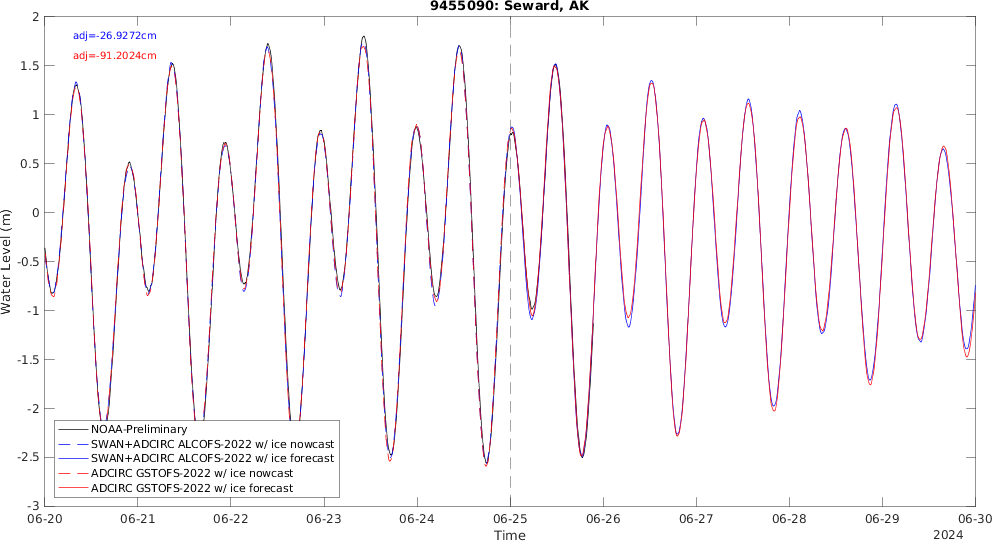 9455090: Seward, AK
adj=-26.9272cm
adj=-91.2024cm
Water Level (m)
2
1.5
1
0.5
0
-0.5
-1
-1.5
-2
-2.5
-3
NOAA-Preliminary
SWAN+ADCIRC ALCOFS-2022 w/ ice nowcast
SWAN+ADCIRC ALCOFS-2022 w/ ice forecast
ADCIRC GSTOFS-2022 w/ ice nowcast
ADCIRC GSTOFS-2022 w/ ice forecast
06-20 06-21 06-22 06-23 06-24 06-25 06-26 06-27 06-28 06-29 06-30
Time
2024